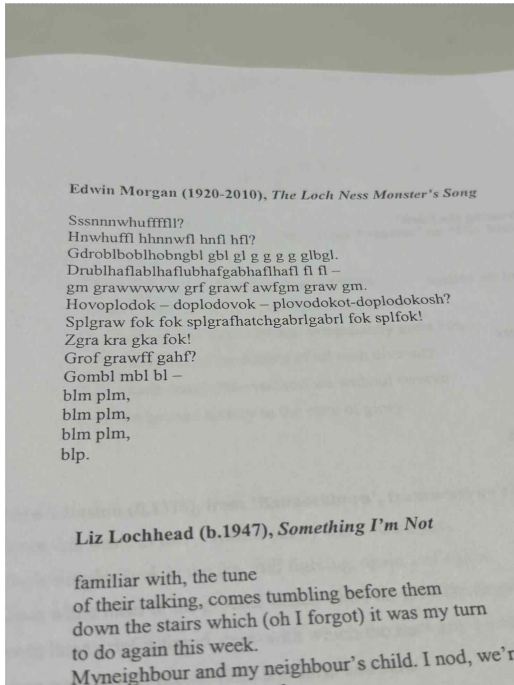 Edwin Morgan (1920-2010), The Loch Ness Monster's Song
Sssnnnwhuffffll?
Hnwhuffl hhnnwfl hnfl hfl?
Gdroblboblhobngbl gbl gl g g g g glbgl.
Drublhaflablhaflubhafgabhaflhafl fl fl –
gm grawwwww grf grawf awfgm graw gm.
Hovoplodok – doplodovok – plovodokot-doplodokosh?
Splgraw fok fok splgrafhatchgabrlgabrl fok splfok!
Zgra kra gka fok!
Grof grawff gahf?
Gombl mbl bl –
blm plm,
blm plm,
blm plm,
blp.
Liz Lochhead (b.1947), Something I'm Not
familiar with, the tune
of their talking, comes tumbling before them
down the stairs which (oh I forgot) it was my turn
to do again this week.
Myneighbour and my neighbour's child. I nod, we'r